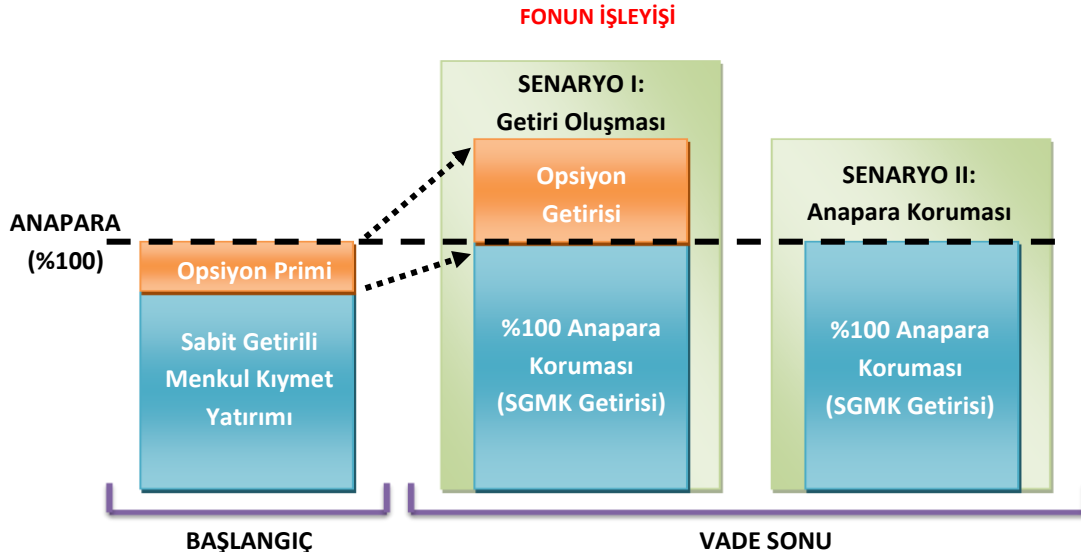 FONUN İŞLEYİŞİ
SENARYO I:
Getiri Oluşması
Opsiyon
Getirisi
SENARYO II:
Anapara Koruması
ANAPARA
(%100)
Opsiyon Primi
Sabit Getirili
Menkul Kıymet
Yatırımı
%100 Anapara
Koruması
(SGMK Getirisi)
%100 Anapara
Koruması
(SGMK Getirisi)
BAŞLANGIÇ
VADE SONU